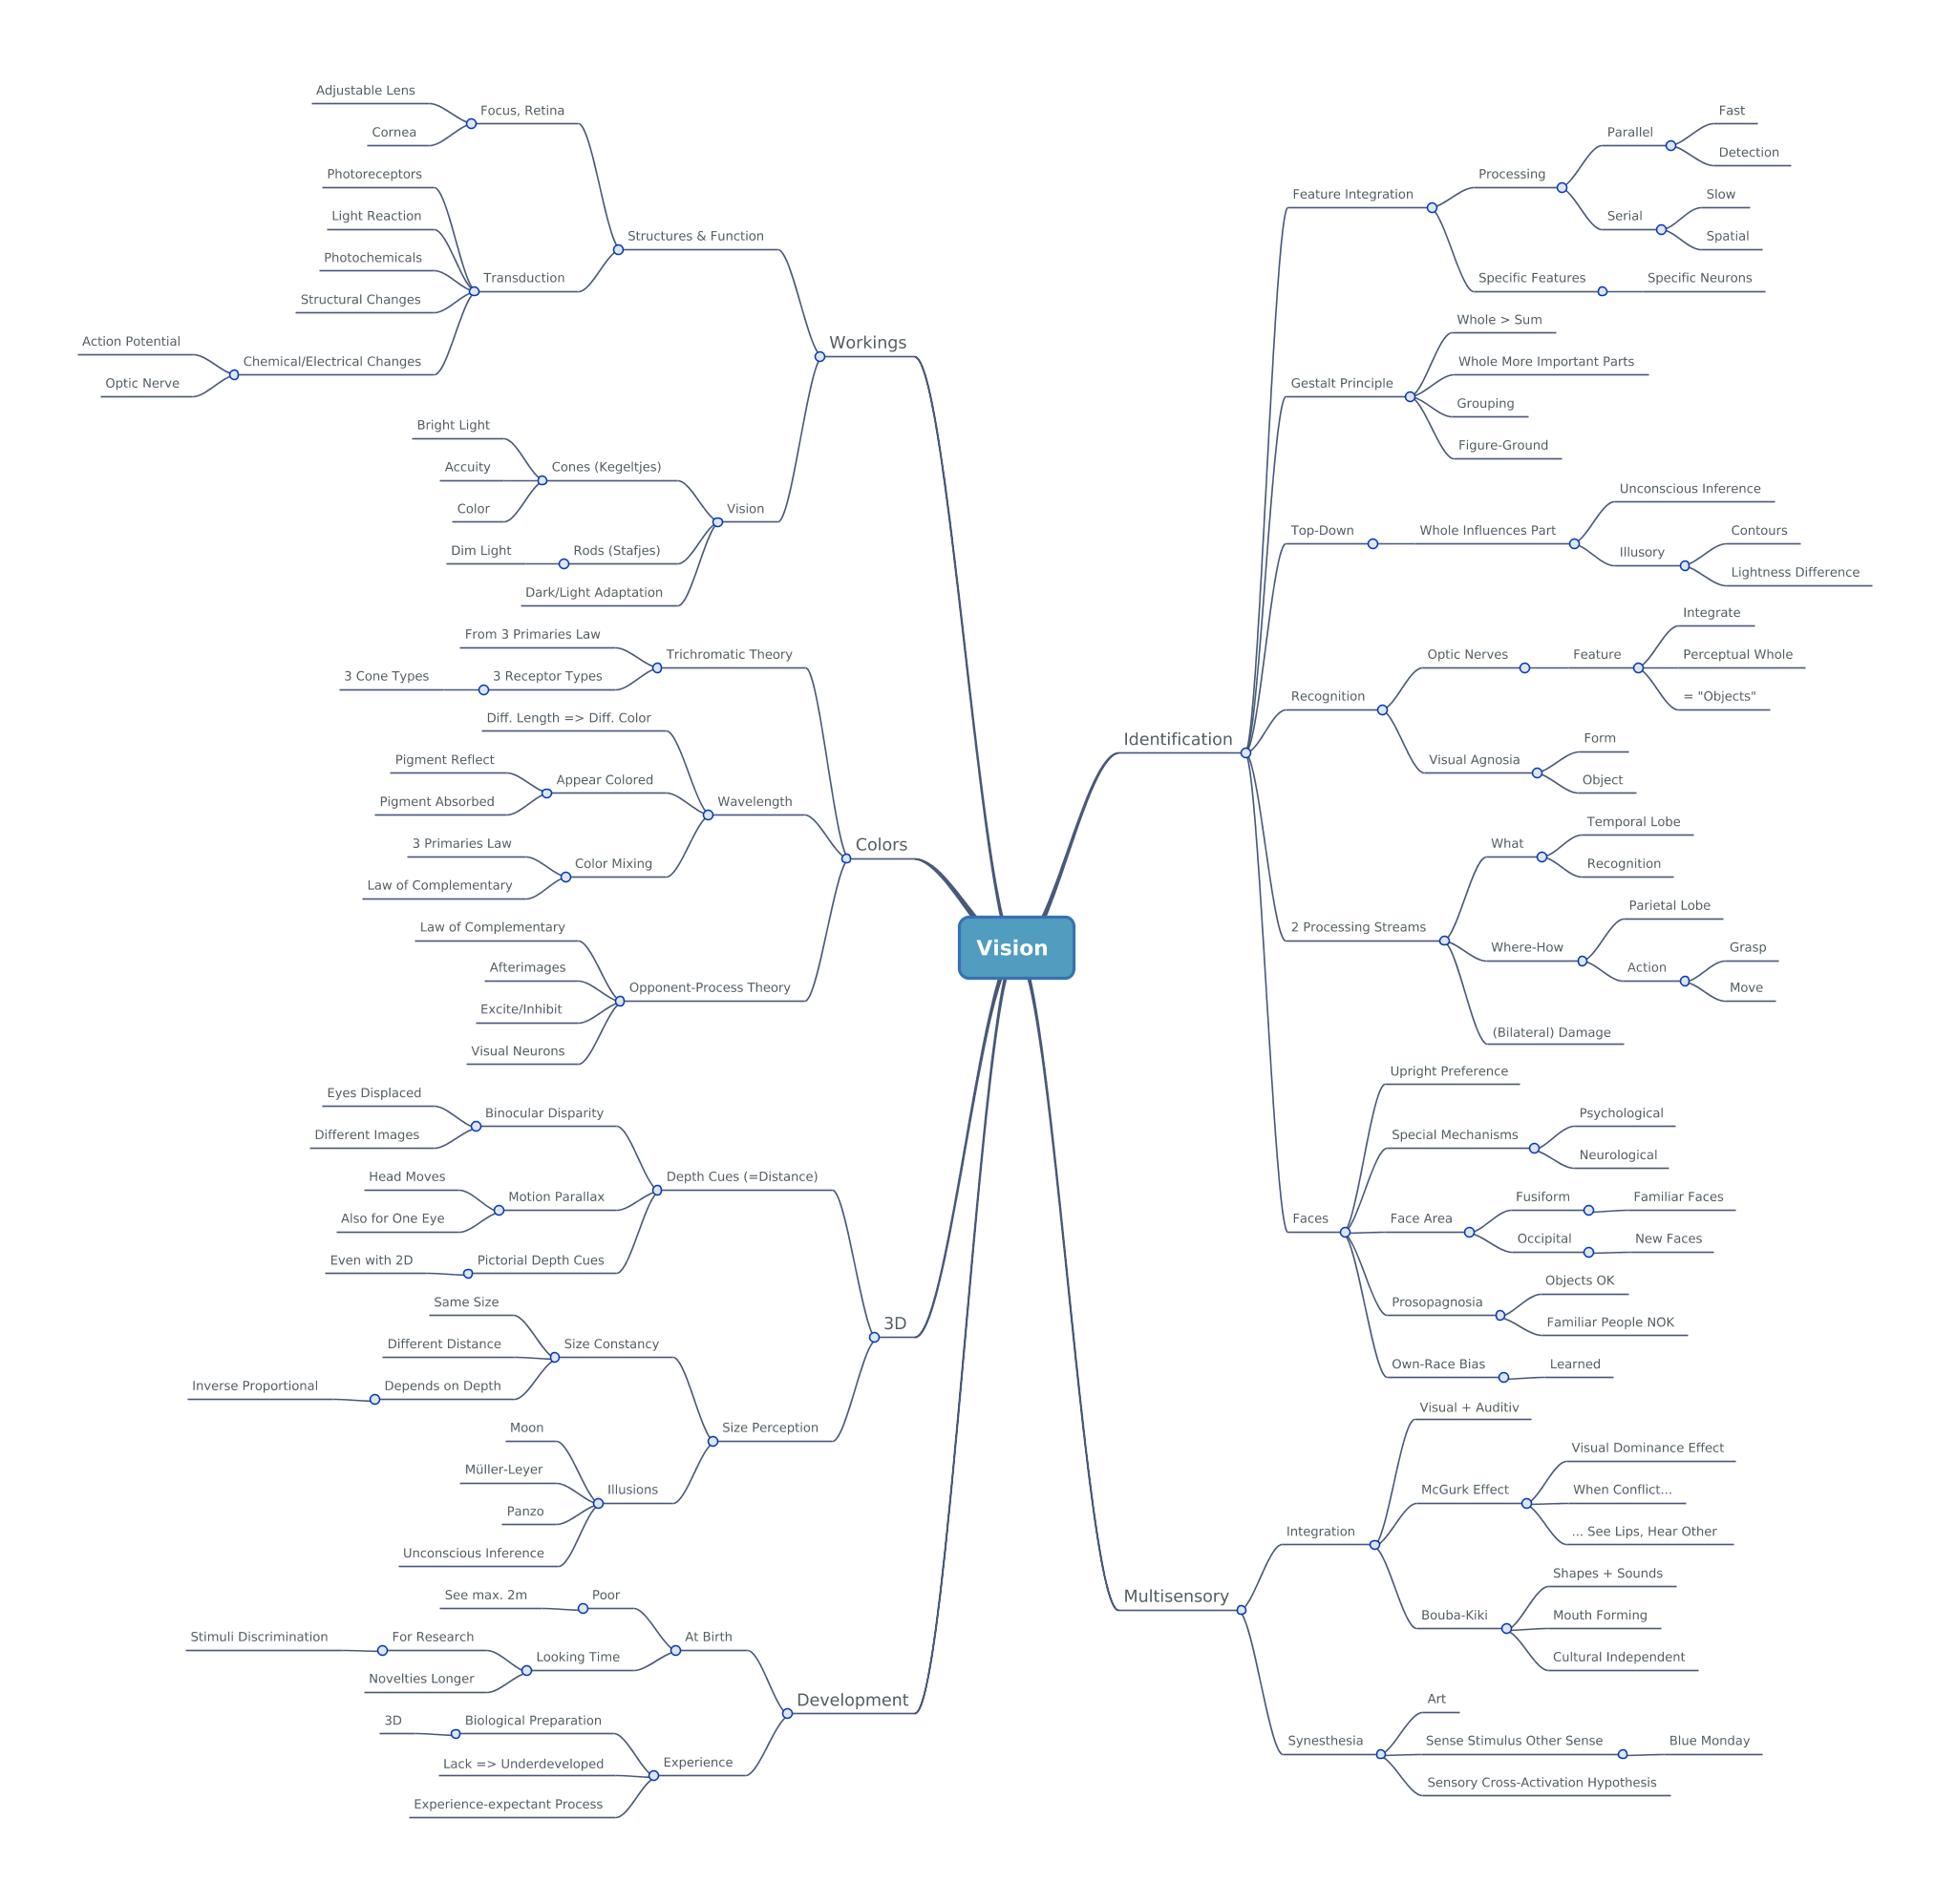 Adjustable Lens
Cornea
Focus, Retina
Photoreceptors
Light Reaction
Photochemicals
Structural Changes
Action Potential
Optic Nerve
Chemical/Electrical Changes
Transduction
Structures & Function
Bright Light
Accuity
Color
Cones (Kegeltjes)
Dim Light
Rods (Stafjes)
Dark/Light Adaptation
Vision
Workings
From 3 Primaries Law
3 Cone Types
3 Receptor Types
Trichromatic Theory
Diff. Length => Diff. Color
Pigment Reflect
Pigment Absorbed
Appear Colored
3 Primaries Law
Law of Complementary
Color Mixing
Wavelength
Law of Complementary
Afterimages
Excite/Inhibit
Visual Neurons
Opponent-Process Theory
Colors
Eyes Displaced
Different Images
Binocular Disparity
Head Moves
Also for One Eye
Motion Parallax
Even with 2D
Pictorial Depth Cues
Depth Cues (=Distance)
Same Size
Different Distance
Inverse Proportional
Depends on Depth
Size Constancy
Moon
Müller-Leyer
Panzo
Unconscious Inference
Illusions
Size Perception
3D
See max. 2m
Poor
Stimuli Discrimination
For Research
Novelties Longer
Looking Time
At Birth
3D
Biological Preparation
Lack => Underdeveloped
Experience-expectant Process
Experience
Development
Vision
Identification
Feature Integration
Processing
Parallel
Fast
Detection
Serial
Slow
Spatial
Specific Features
Specific Neurons
Gestalt Principle
Whole > Sum
Whole More Important Parts
Grouping
Figure-Ground
Top-Down
Whole Influences Part
Unconscious Inference
Illusory
Contours
Lightness Difference
Recognition
Optic Nerves
Feature
Integrate
Perceptual Whole
= "Objects"
Visual Agnosia
Form
Object
2 Processing Streams
What
Temporal Lobe
Recognition
Where-How
Parietal Lobe
Action
Grasp
Move
(Bilateral) Damage
Faces
Upright Preference
Special Mechanisms
Psychological
Neurological
Face Area
Fusiform
Familiar Faces
Occipital
New Faces
Prosopagnosia
Objects OK
Familiar People NOK
Own-Race Bias
Learned
Multisensory
Integration
Visual + Auditiv
McGurk Effect
Visual Dominance Effect
When Conflict...
... See Lips, Hear Other
Bouba-Kiki
Shapes + Sounds
Mouth Forming
Cultural Independent
Synesthesia
Art
Sense Stimulus Other Sense
Blue Monday
Sensory Cross-Activation Hypothesis